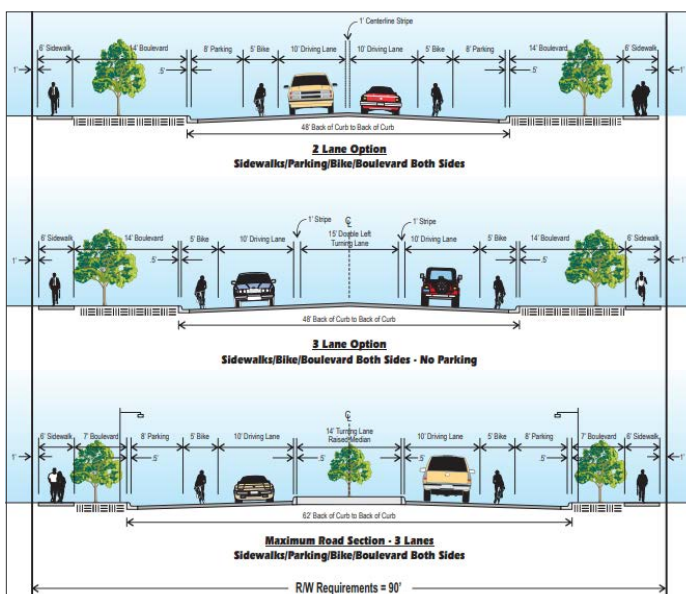 1' Centerline Stripe
6' Sidewalk 14' Boulevard 8' Parking 5' Bike 10' Driving Lane 10' Driving Lane 5' Bike 8' Parking 14' Boulevard 6' Sidewalk
1' .5' .5' 1'
48' Back of Curb to Back of Curb
2 Lane Option
Sidewalks/Parking/Bike/Boulevard Both Sides
1' Stripe ℄ 1' Stripe
6' Sidewalk 14' Boulevard 5' Bike 10' Driving Lane 15' Double Left 10' Driving Lane 5' Bike 14' Boulevard 6' Sidewalk
Turning Lane
1' .5' .5' 1'
48' Back of Curb to Back of Curb
3 Lane Option
Sidewalks/Bike/Boulevard Both Sides - No Parking
℄
6' Sidewalk 7' Boulevard 8' Parking 5' Bike 10' Driving Lane 14' Turning Lane 10' Driving Lane 5' Bike 8' Parking 7' Boulevard 6' Sidewalk
Raised Median
1' .5' .5' .5' .5' 1'
62' Back of Curb to Back of Curb
Maximum Road Section - 3 Lanes
Sidewalks/Parking/Bike/Boulevard Both Sides
R/W Requirements = 90'